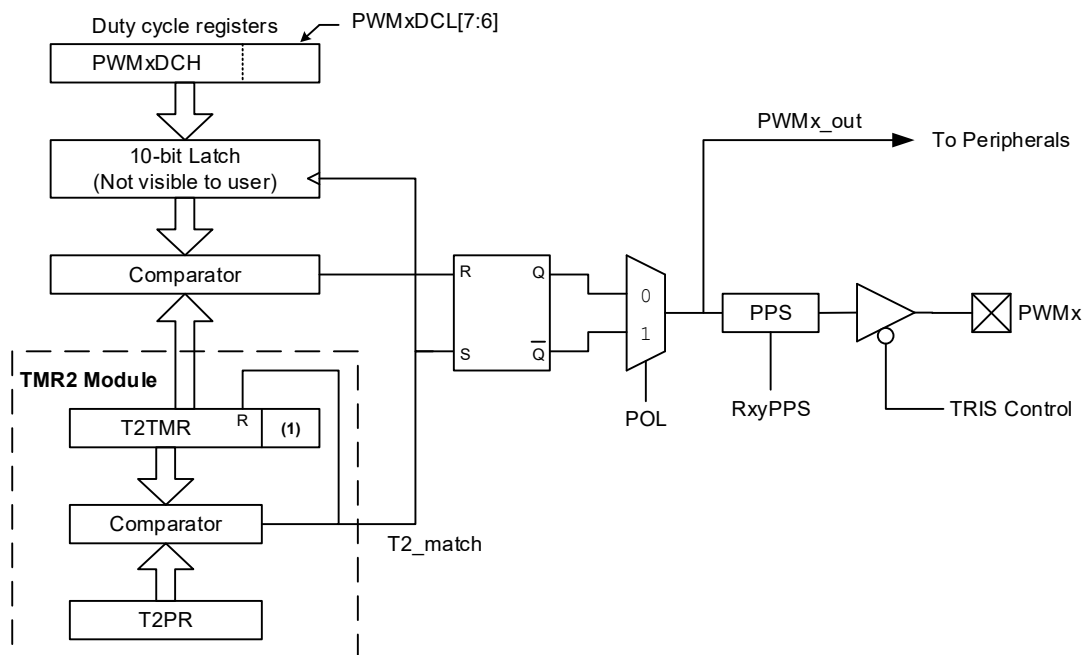 Duty cycle registers
PWMxDCL[7:6]
PWMxDCH
10-bit Latch
(Not visible to user)
PWMx_out
To Peripherals
Comparator
R
Q
S
Q̅
0
1
PPS
PWMx
POL
RxyPPS
TRIS Control
TMR2 Module
T2TMR
R
(1)
Comparator
T2_match
T2PR